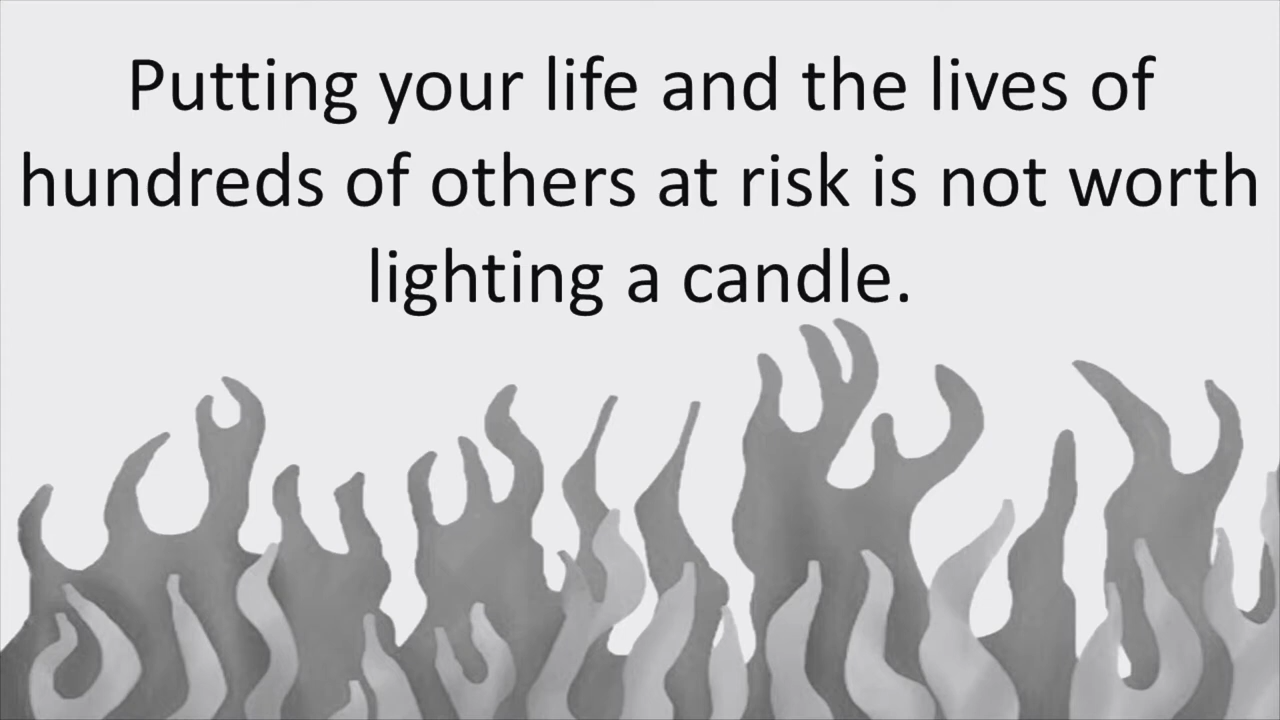 Putting your life and the lives of
hundreds of others at risk is not worth
lighting a candle.